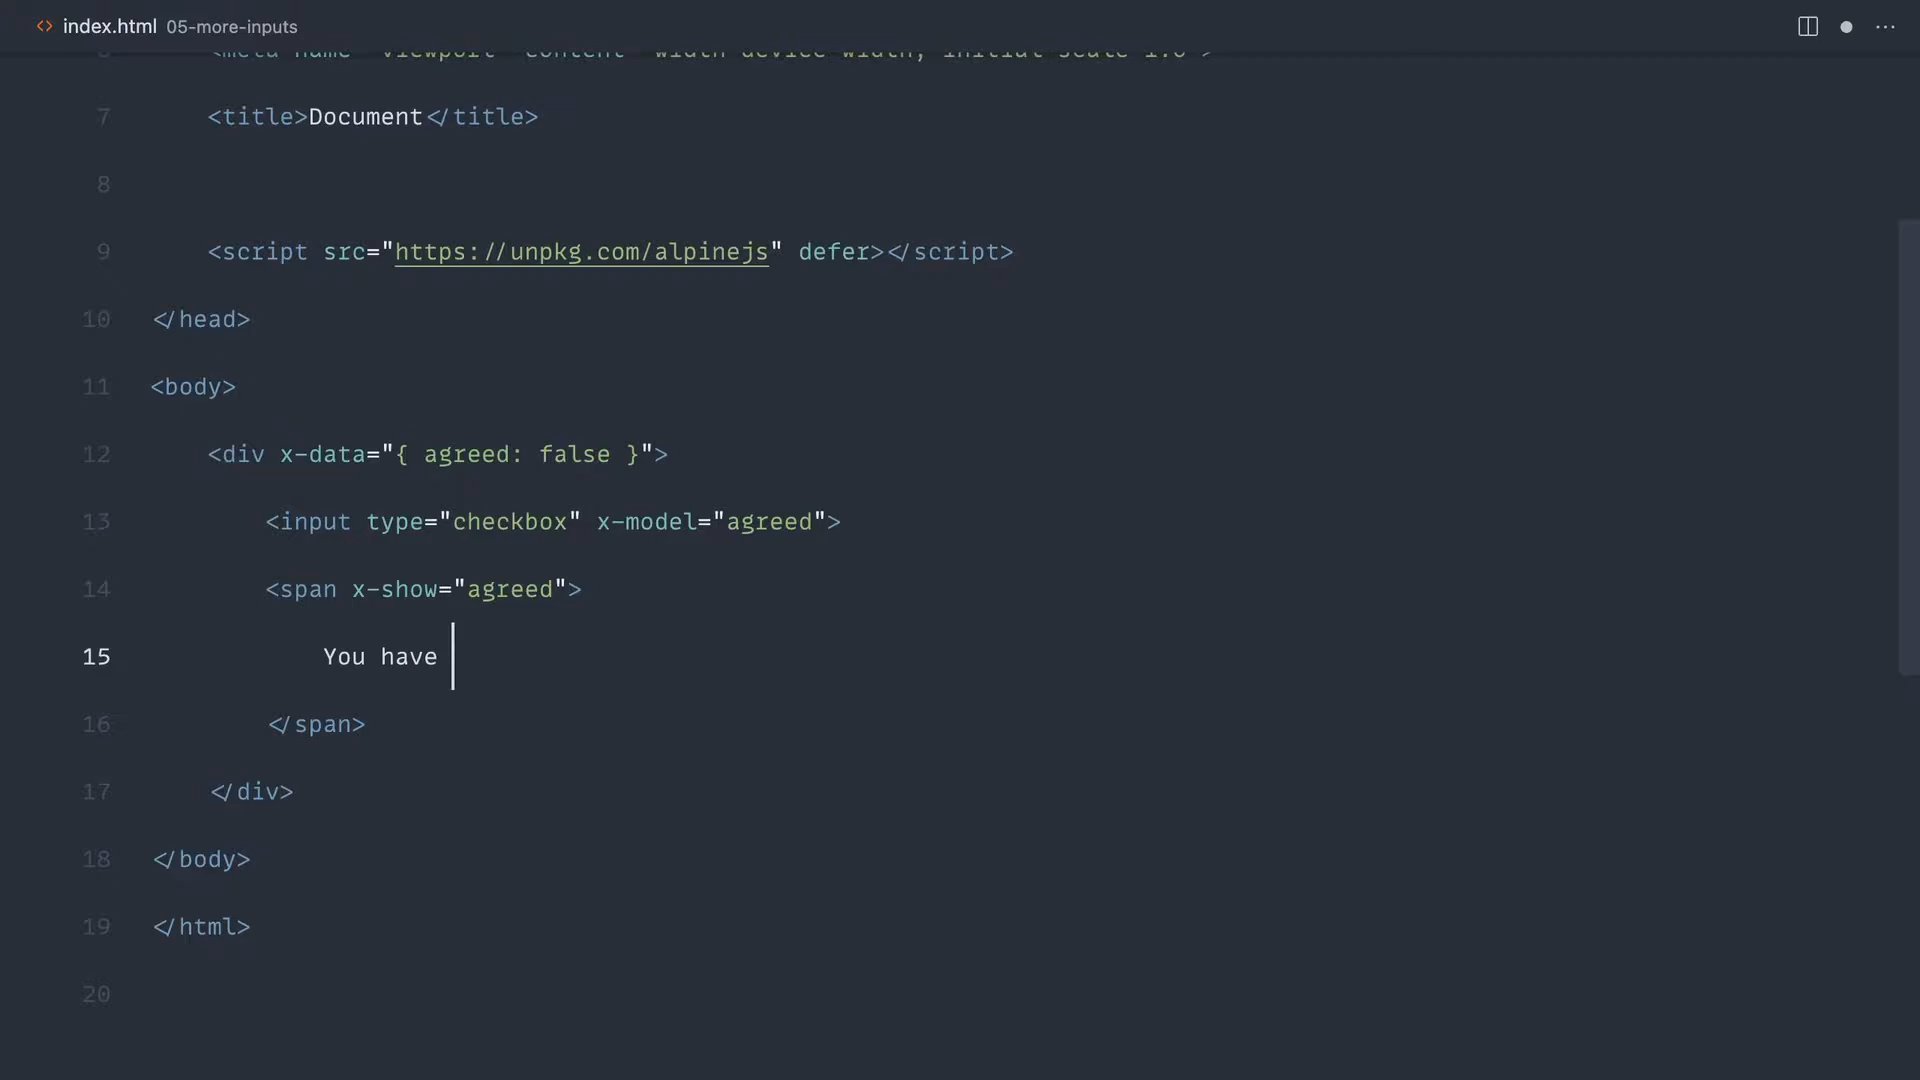 <> index.html 05-more-inputs
7 <title>Document</title>
8
9 <script src="https://unpkg.com/alpinejs" defer></script>
10 </head>
11 <body>
12 <div x-data="{ agreed: false }">
13 <input type="checkbox" x-model="agreed">
14 <span x-show="agreed">
15 You have
16 </span>
17 </div>
18 </body>
19 </html>
20